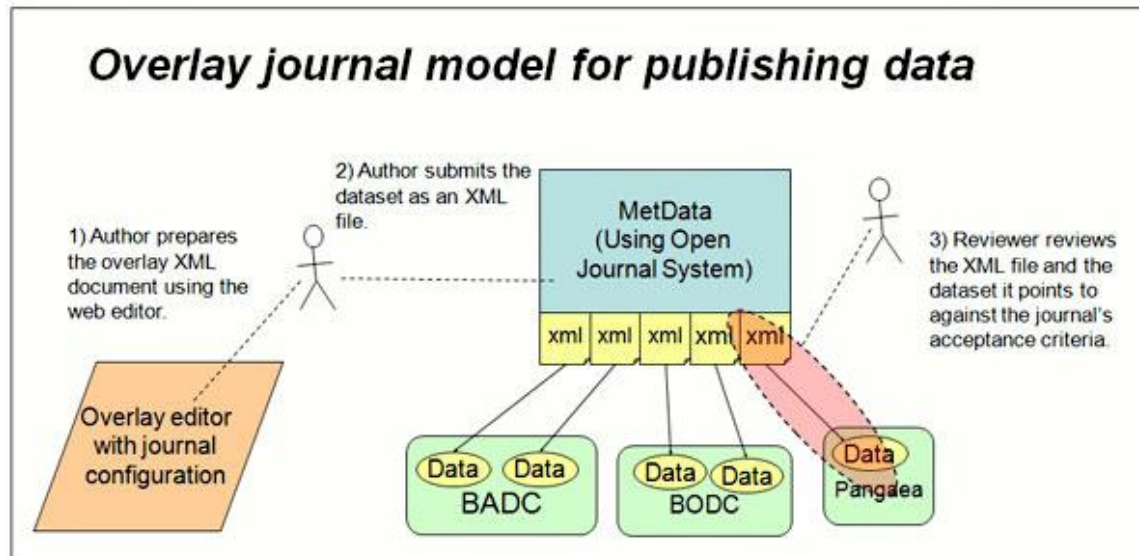 Overlay journal model for publishing data
1) Author prepares
the overlay XML
document using the
web editor.
2) Author submits the
dataset as an XML
file.
MetData
(Using Open
Journal System)
3) Reviewer reviews
the XML file and the
dataset it points to
against the journal's
acceptance criteria.
xml xml xml xml xml
Overlay editor
with journal
configuration
Data Data
BADC
Data Data
BODC
Data
Pangaea